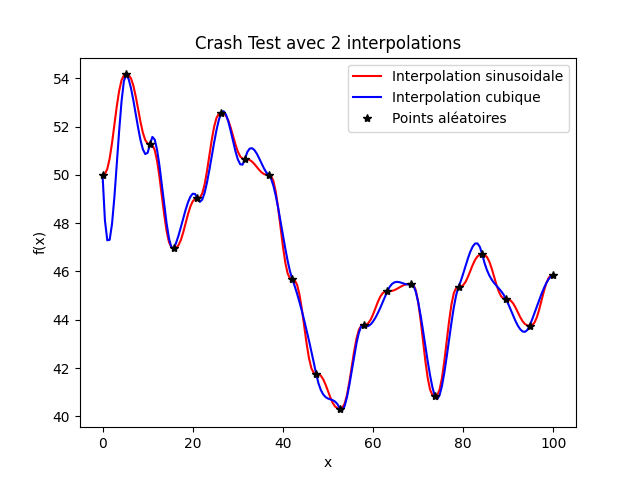 Crash Test avec 2 interpolations
Interpolation sinusoidale
Interpolation cubique
Points aléatoires
f(x)
54
52
50
48
46
44
42
40
0
20
40
60
80
100
x